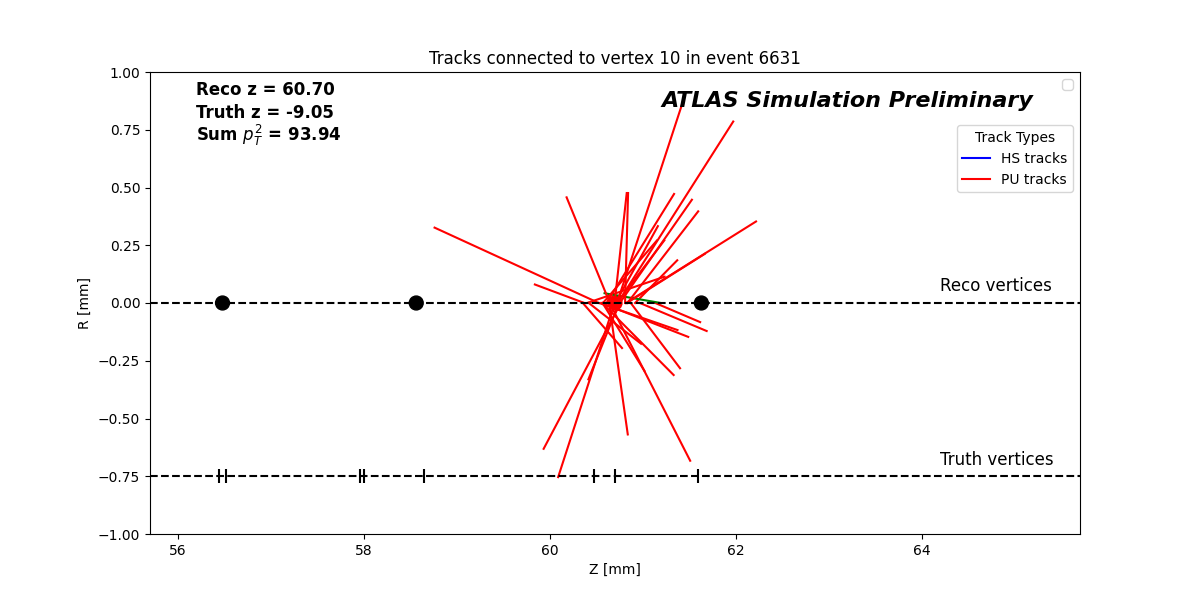 Tracks connected to vertex 10 in event 6631
Reco z = 60.70
Truth z = -9.05
Sum $p_T^2$ = 93.94
ATLAS Simulation Preliminary
Track Types
HS tracks
PU tracks
Reco vertices
Truth vertices
R [mm]
1.00
0.75
0.50
0.25
0.00
−0.25
−0.50
−0.75
−1.00
56 58 60 62 64
Z [mm]